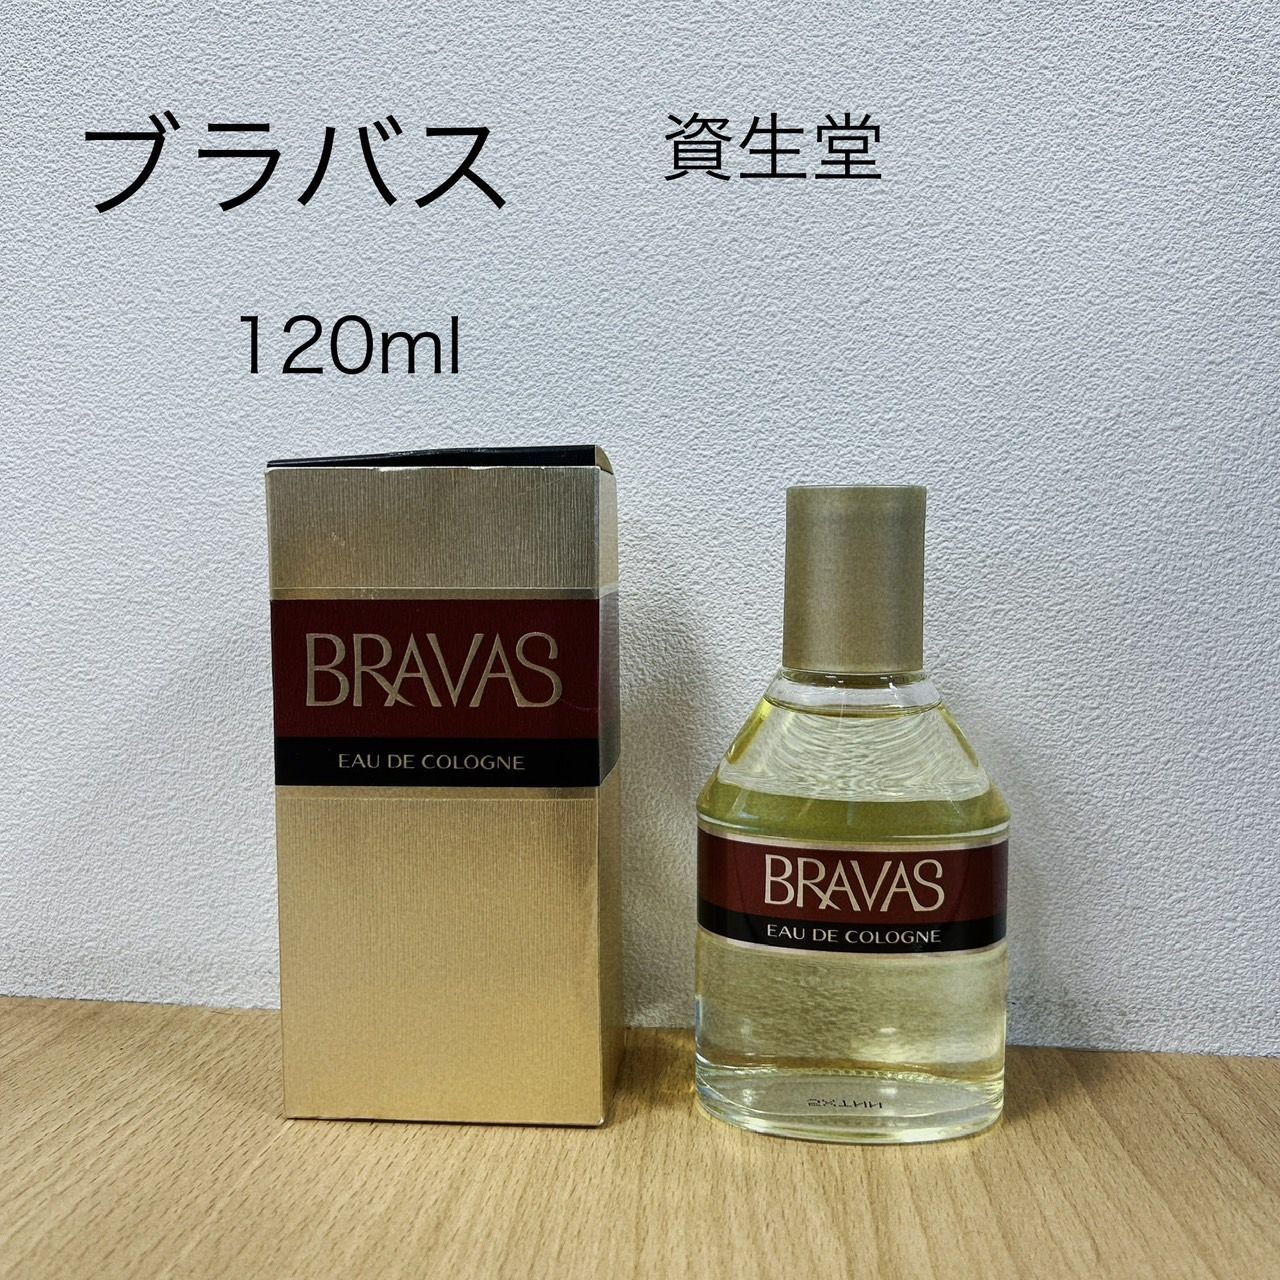 ブラバス
資生堂
120ml
BRAVAS
EAU DE COLOGNE
BRAVAS
EAU DE COLOGNE